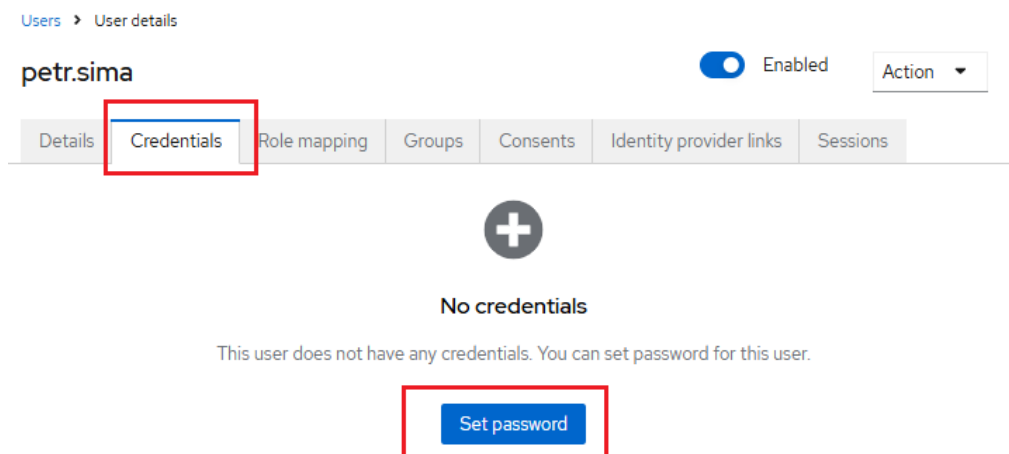 Users > User details
petr.sima
Enabled
Action
Details Credentials Role mapping Groups Consents Identity provider links Sessions
No credentials
This user does not have any credentials. You can set password for this user.
Set password